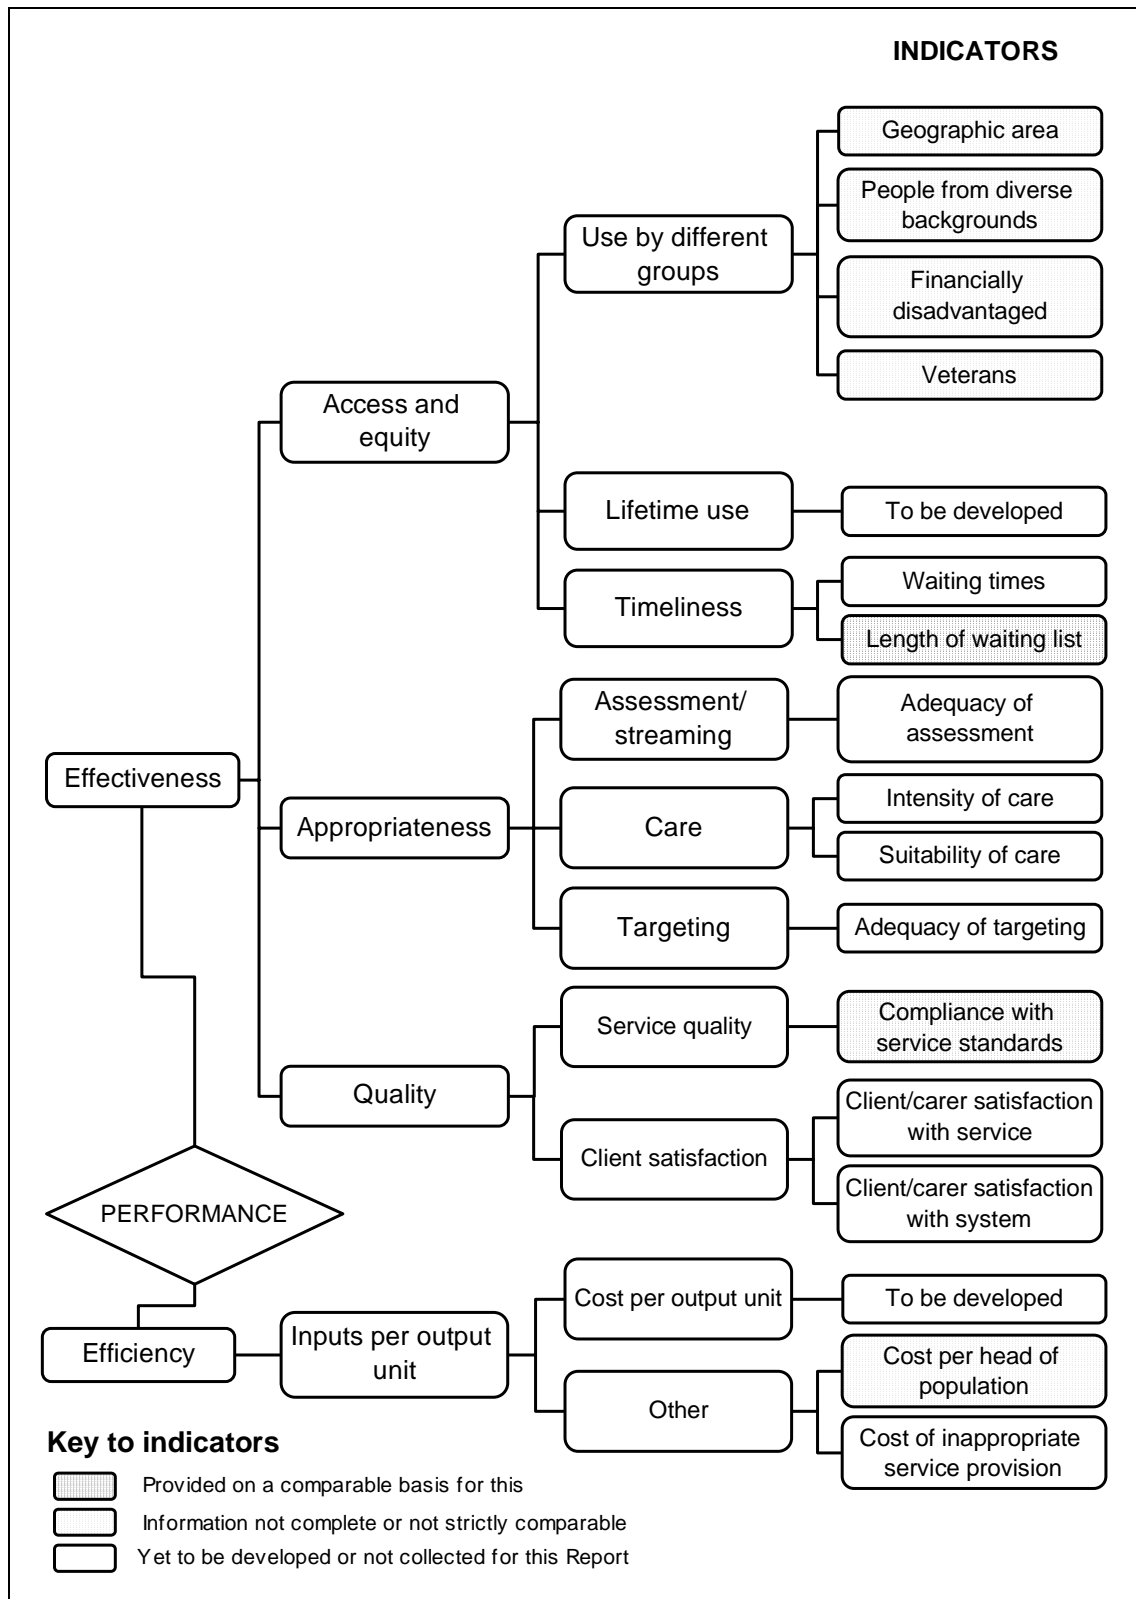 INDICATORS
Geographic area
People from diverse
backgrounds
Use by different
groups
Financially
disadvantaged
Veterans
Access and
equity
Lifetime use
To be developed
Timeliness
Waiting times
Length of waiting list
Assessment/
streaming
Adequacy of
assessment
Effectiveness
Appropriateness
Care
Intensity of care
Suitability of care
Targeting
Adequacy of targeting
Service quality
Compliance with
service standards
Quality
Client satisfaction
Client/carer satisfaction
with service
Client/carer satisfaction
with system
PERFORMANCE
Efficiency
Inputs per output
unit
Cost per output unit
To be developed
Other
Cost per head of
population
Cost of inappropriate
service provision
Key to indicators
Provided on a comparable basis for this
Information not complete or not strictly comparable
Yet to be developed or not collected for this Report